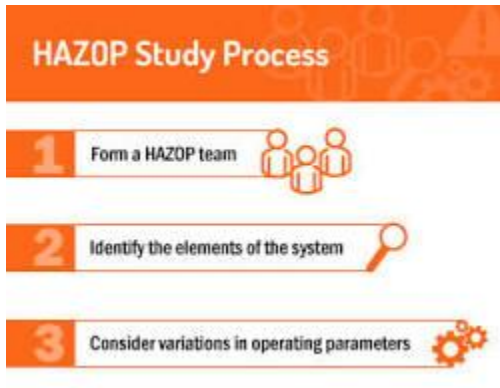 HAZOP Study Process
1 Form a HAZOP team
2 Identify the elements of the system
3 Consider variations in operating parameters